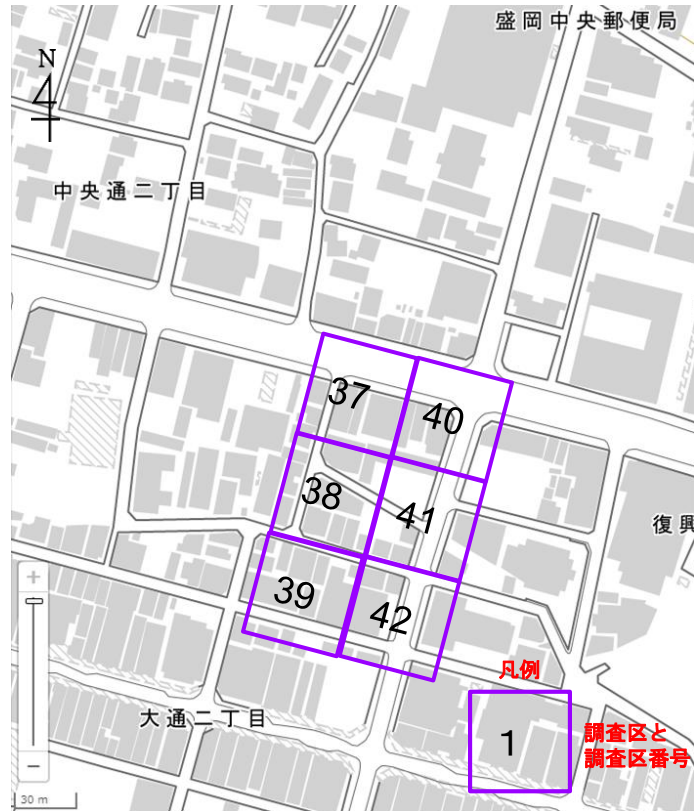 盛岡中央郵便局
N
中央通二丁目
37
40
38
41
復興
39
42
+
凡例
大通二丁目
1
調査区と
調査区番号
−
30 m